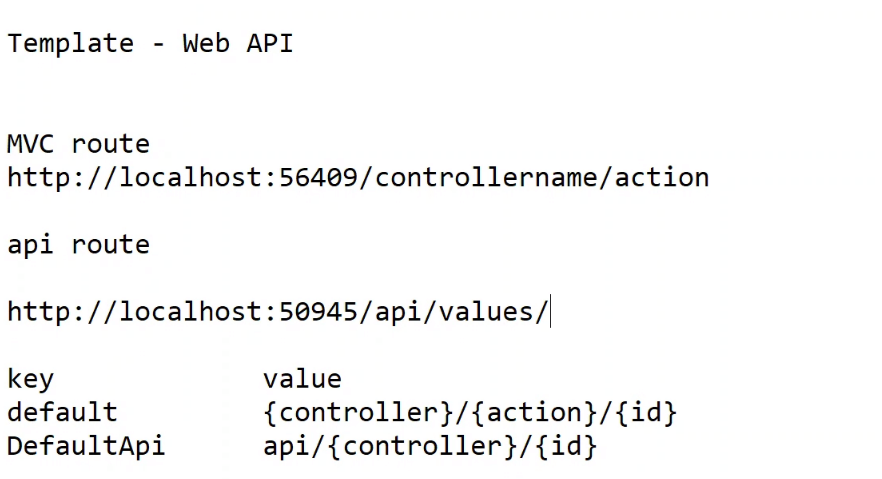 Template - Web API
MVC route
http://localhost:56409/controllername/action
api route
http://localhost:50945/api/values/
key value
default {controller}/{action}/{id}
DefaultApi api/{controller}/{id}